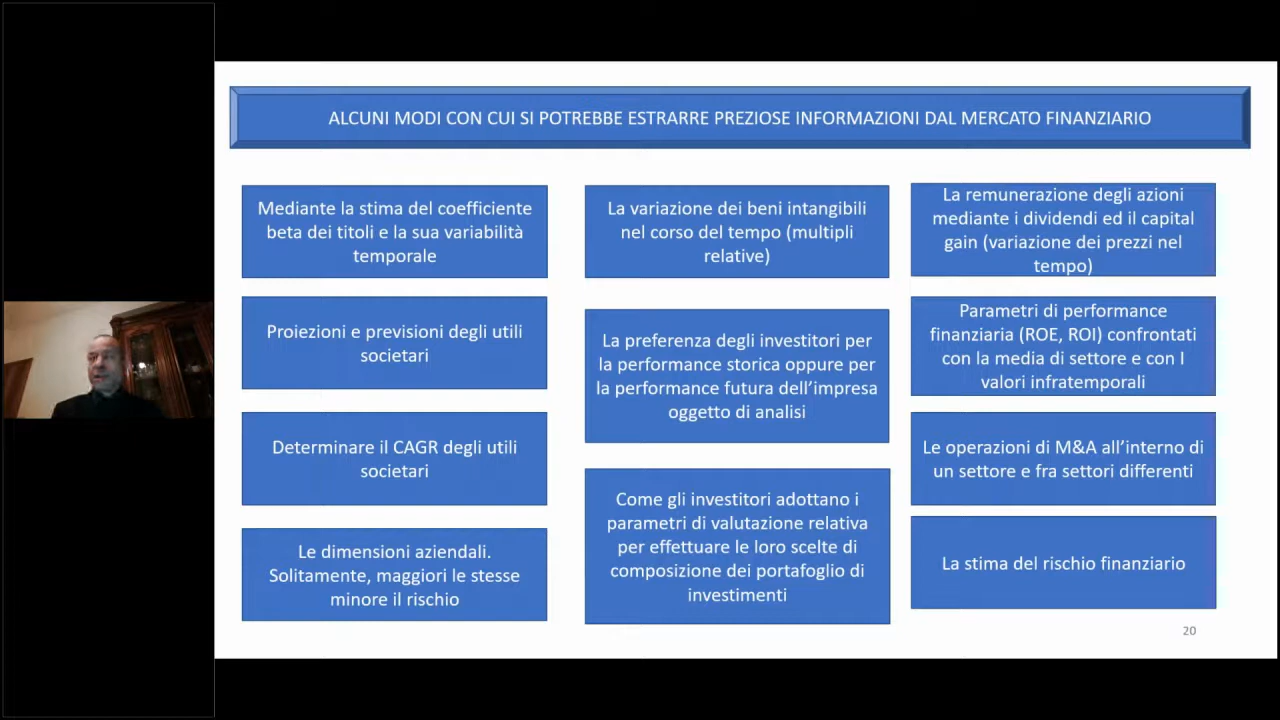 ALCUNI MODI CON CUI SI POTREBBE ESTRARRE PREZIOSE INFORMAZIONI DAL MERCATO FINANZIARIO
Mediante la stima del coefficiente
beta dei titoli e la sua variabilità
temporale
Proiezioni e previsioni degli utili
societari
Determinare il CAGR degli utili
societari
Le dimensioni aziendali.
Solitamente, maggiori le stesse
minore il rischio
La variazione dei beni intangibili
nel corso del tempo (multipli
relative)
La preferenza degli investitori per
la performance storica oppure per
la performance futura dell'impresa
oggetto di analisi
Come gli investitori adottano i
parametri di valutazione relativa
per effettuare le loro scelte di
composizione dei portafoglio di
investimenti
La remunerazione degli azioni
mediante i dividendi ed il capital
gain (variazione dei prezzi nel
tempo)
Parametri di performance
finanziaria (ROE, ROI) confrontati
con la media di settore e con I
valori infratemporali
Le operazioni di M&A all'interno di
un settore e fra settori differenti
La stima del rischio finanziario
20